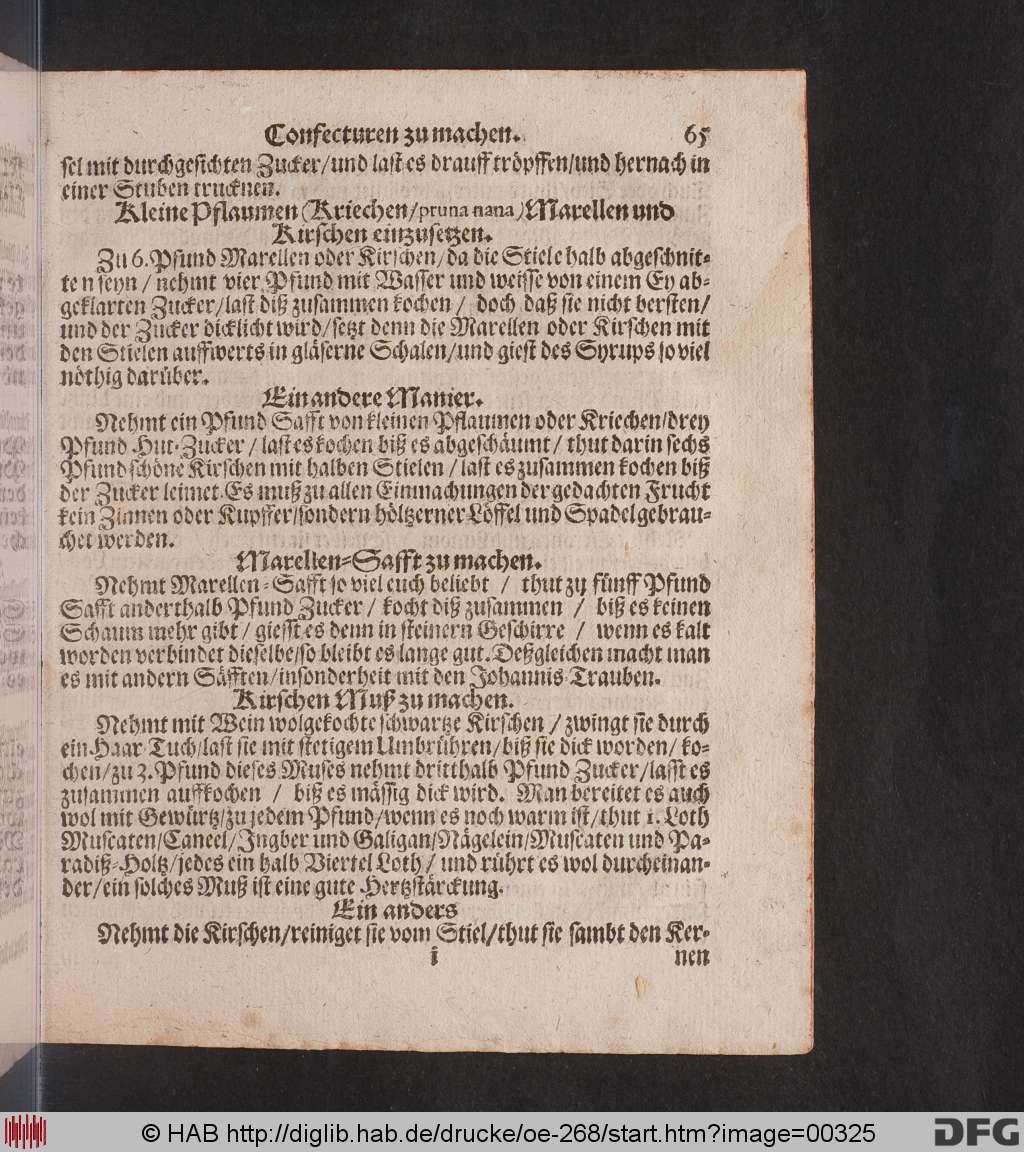 Confecturen zu machen. 65
sel mit durchgesichten Zucker/und last es drauff tröpffen/und hernach in
einer Stuben trucknen.
Kleine Pflaumen (Kriechen/pruna nana) Marellen und
Kirschen einzusetzen.
Zu 6. Pfund Marellen oder Kirschen/da die Stiele halb abgeschnit-
ten seyn / nehmt vier Pfund mit Wasser und weisse von einem Ey ab-
geklarten Zucker/last diß zusammen kochen / doch daß sie nicht bersten/
und der Zucker dicklicht wird/setzt denn die Marellen oder Kirschen mit
den Stielen auffwerts in gläserne Schalen/und giest des Syrups so viel
nöthig darüber.
Ein andere Manier.
Nehmt ein Pfund Safft von kleinen Pflaumen oder Kriechen/drey
Pfund Hut-Zucker / last es kochen biß es abgeschäumt / thut darin sechs
Pfund schöne Kirschen mit halben Stielen / last es zusammen kochen biß
der Zucker leimet. Es muß zu allen Einmachungen der gedachten Frucht
kein Zinnen oder Kupffer/sondern höltzerner Löffel und Spadel gebrau-
chet werden.
Marellen-Safft zu machen.
Nehmt Marellen-Safft so viel euch beliebt / thut zu fünff Pfund
Safft anderthalb Pfund Zucker / kocht diß zusammen / biß es keinen
Schaum mehr gibt / giesst es denn in steinern Geschirre / wenn es kalt
worden verbindet dieselbe/so bleibt es lange gut. Deßgleichen macht man
es mit andern Säfften/insonderheit mit den Johannis Trauben.
Kirschen Muß zu machen.
Nehmt mit Wein wolgekochte schwartze Kirschen / zwingt sie durch
ein Haar Tuch/last sie mit stetigem Umbrühren/biß sie dick worden/ ko-
chen/zu 3. Pfund dieses Muses nehmt dritthalb Pfund Zucker/lasst es
zusammen auffkochen / biß es mässig dick wird. Man bereitet es auch
wol mit Gewürtz/zu jedem Pfund/wenn es noch warm ist/thut 1. Loth
Muscaten/Caneel/Ingber und Galigan/Nägelein/Muscaten und Pa-
radiß-Holtz/jedes ein halb Viertel Loth / und rührt es wol durcheinan-
der/ein solches Muß ist eine gute Hertzstärckung.
Ein anders
Nehmt die Kirschen/reiniget sie vom Stiel/thut sie sambt den Ker-
i nen
© HAB http://diglib.hab.de/drucke/oe-268/start.htm?image=00325
DFG